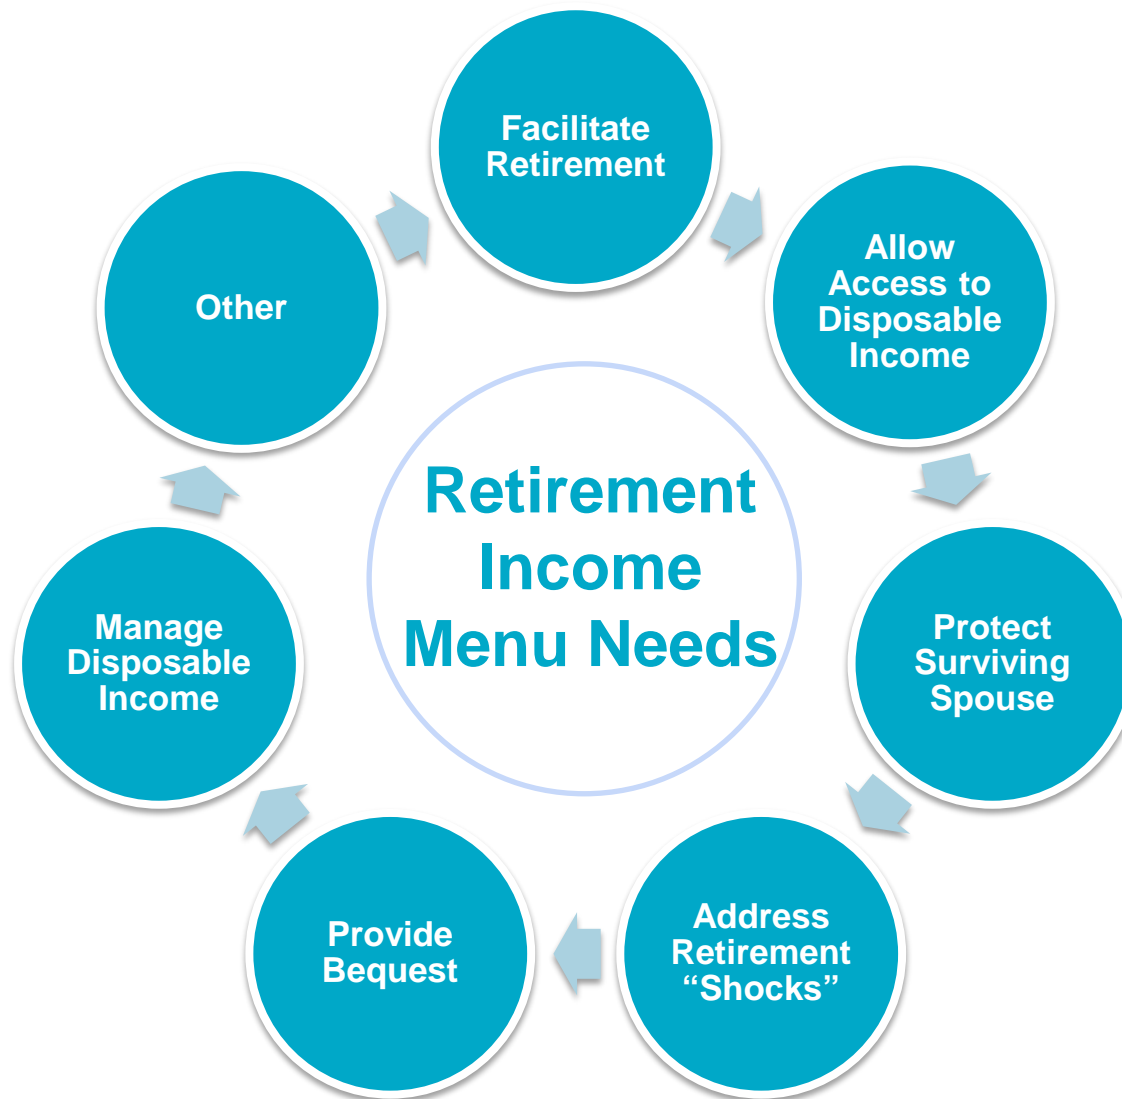 Facilitate
Retirement
Allow
Access to
Disposable
Income
Protect
Surviving
Spouse
Address
Retirement
“Shocks”
Provide
Bequest
Manage
Disposable
Income
Other
Retirement
Income
Menu Needs